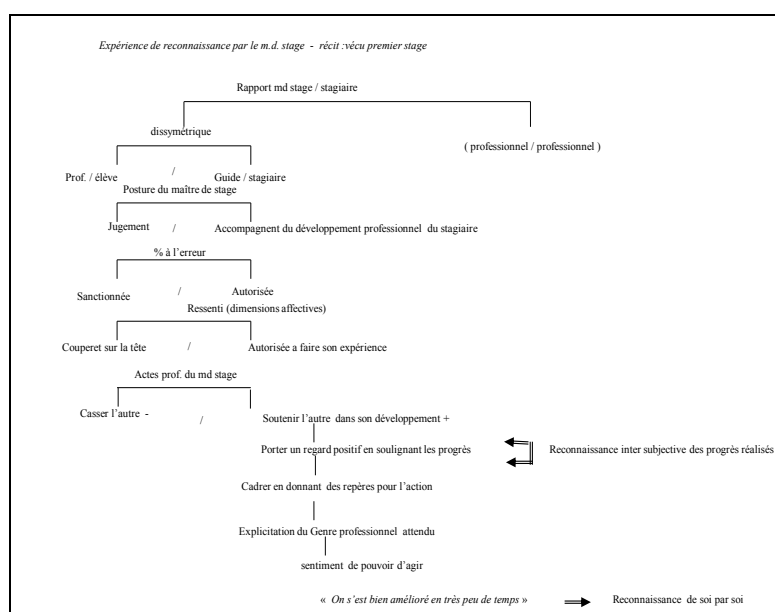 Expérience de reconnaissance par le m.d. stage - récit :vécu premier stage
Rapport md stage / stagiaire
dissymétrique
( professionnel / professionnel )
Prof. / élève / Guide / stagiaire
Posture du maître de stage
Jugement / Accompagnent du développement professionnel du stagiaire
% à l'erreur
Sanctionnée / Autorisée
Ressenti (dimensions affectives)
Couperet sur la tête / Autorisée a faire son expérience
Actes prof. du md stage
Casser l'autre - / Soutenir l'autre dans son développement +
Porter un regard positif en soulignant les progrès
Reconnaissance inter subjective des progrès réalisés
Cadrer en donnant des repères pour l'action
Explicitation du Genre professionnel attendu
sentiment de pouvoir d'agir
« On s'est bien amélioré en très peu de temps »
Reconnaissance de soi par soi